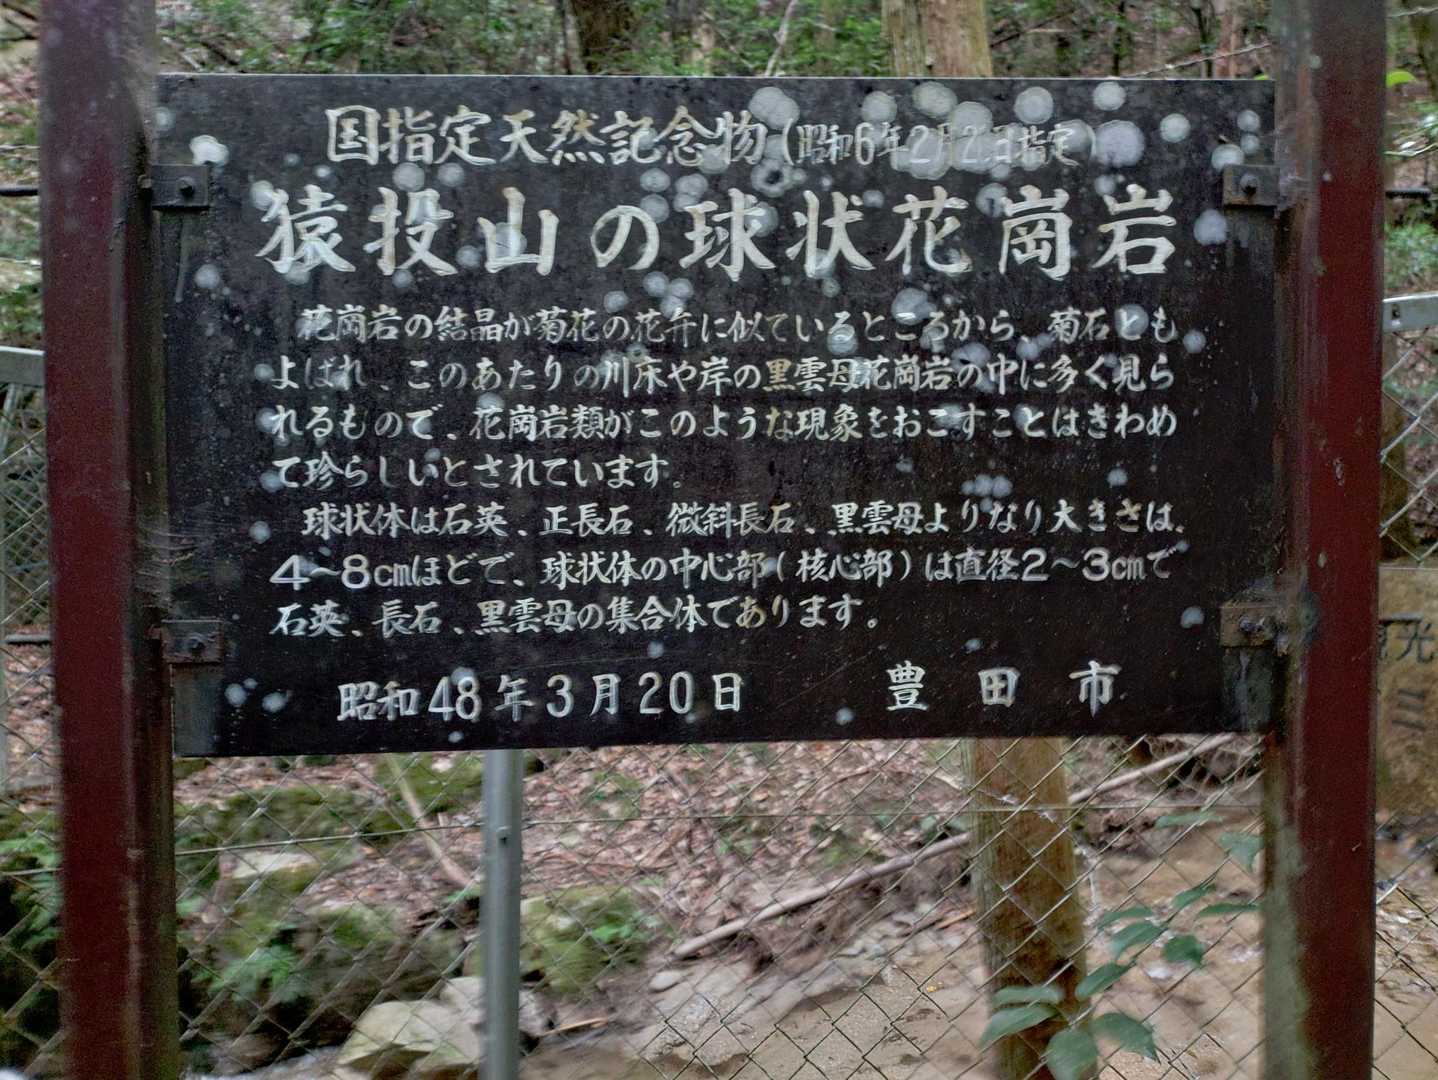 国指定天然記念物(昭和6年2月2日指定)
猿投山の球状花崗岩
花崗岩の結晶が菊花の花弁に似ているところから、菊石とも
よばれ、このあたりの川床や岸の黒雲母花崗岩の中に多く見ら
れるもので、花崗岩類がこのような現象をおこすことはきわめ
て珍らしいとされています。
球状体は石英、正長石、微斜長石、黒雲母よりなり大きさは、
4～8cmほどで、球状体の中心部(核心部)は直径2～3cmで
石英、長石、黒雲母の集合体であります。
昭和48年3月20日 豊田市
光